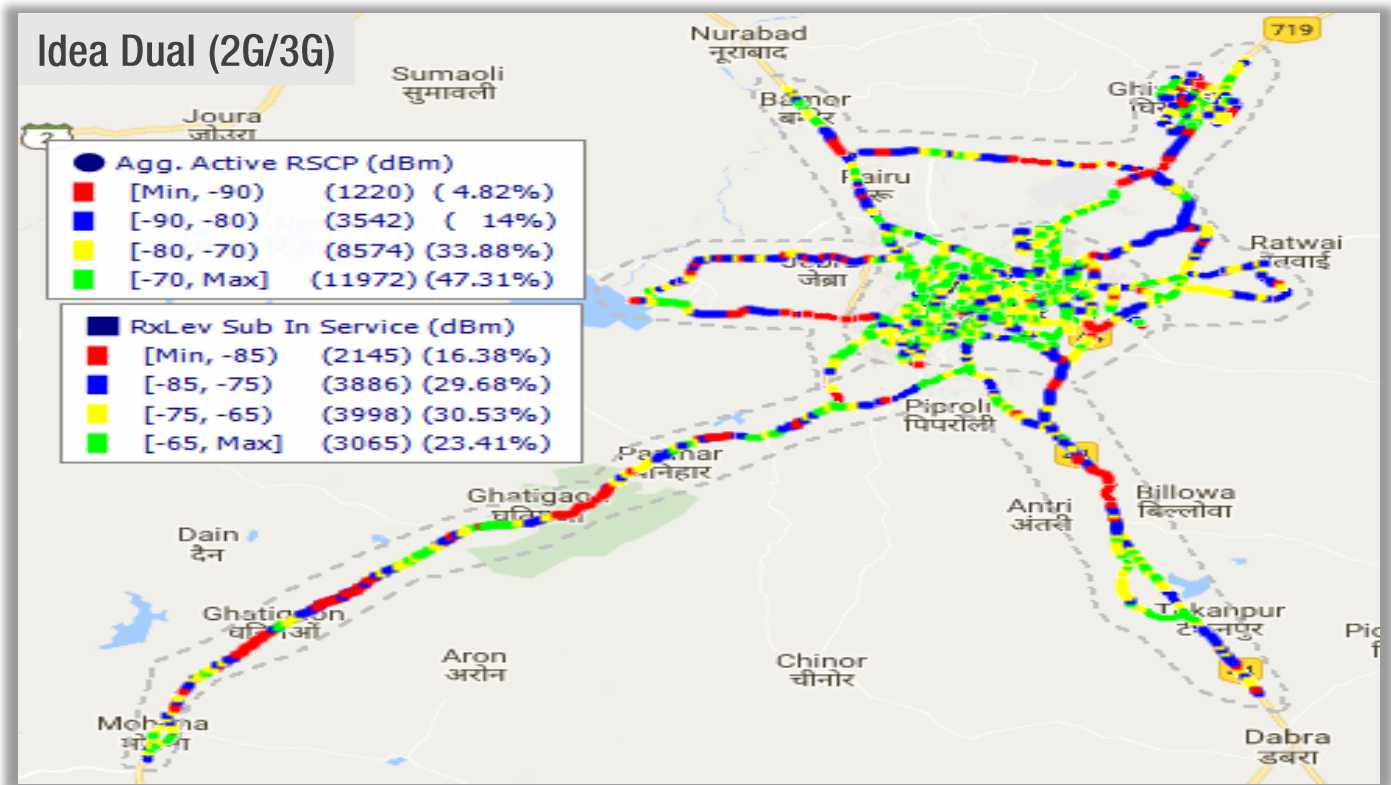 Idea Dual (2G/3G)
719
Nurabad
नूराबाद
Sumaoli
सुमावली
Joura
जोउरा
2
Agg. Active RSCP (dBm)
[Min, -90) (1220) ( 4.82%)
[-90, -80) (3542) ( 14%)
[-80, -70) (8574) (33.88%)
[-70, Max] (11972) (47.31%)
Ratwai
RxLev Sub In Service (dBm)
[Min, -85) (2145) (16.38%)
[-85, -75) (3886) (29.68%)
[-75, -65) (3998) (30.53%)
[-65, Max] (3065) (23.41%)
जेब्रा
Piproli
पिपरौली
Billowa
बिल्लोवा
Antri
अंतरी
Dain
दैन
Aron
अरोन
Chinor
चीनोर
Dabra
डबरा